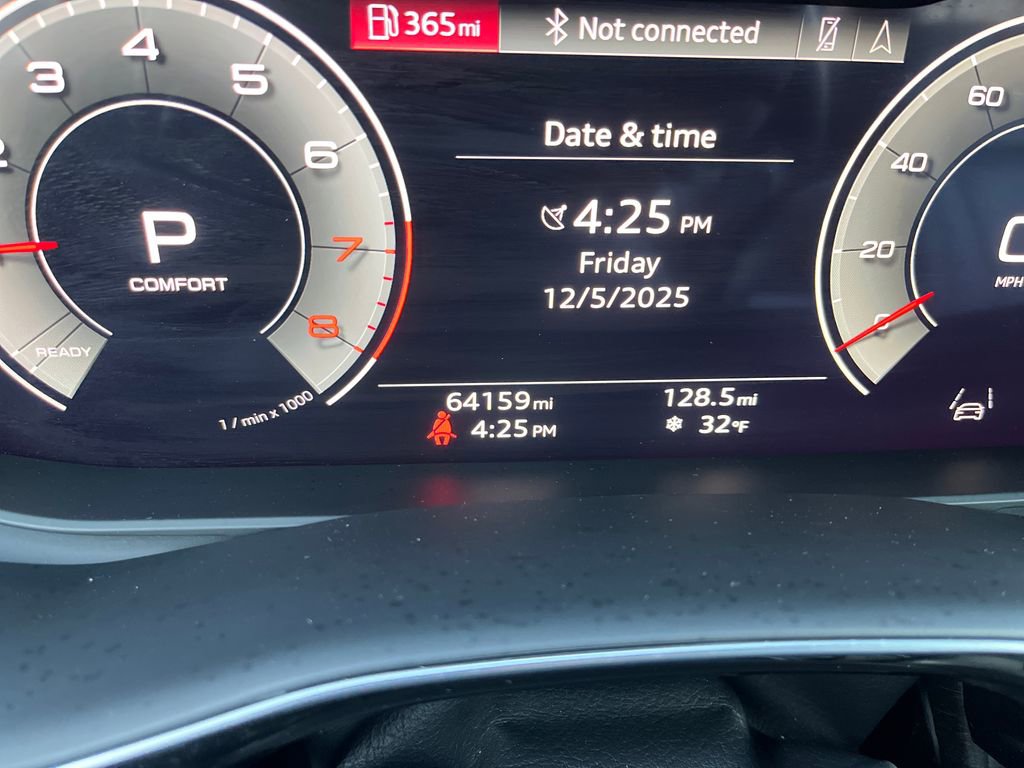 365mi
Not connected
Date & time
4:25 PM
Friday
12/5/2025
64159mi
128.5mi
4:25 PM
32°F
3
4
5
6
7
8
P
COMFORT
READY
1 / min x 1000
60
40
20
0
MPH